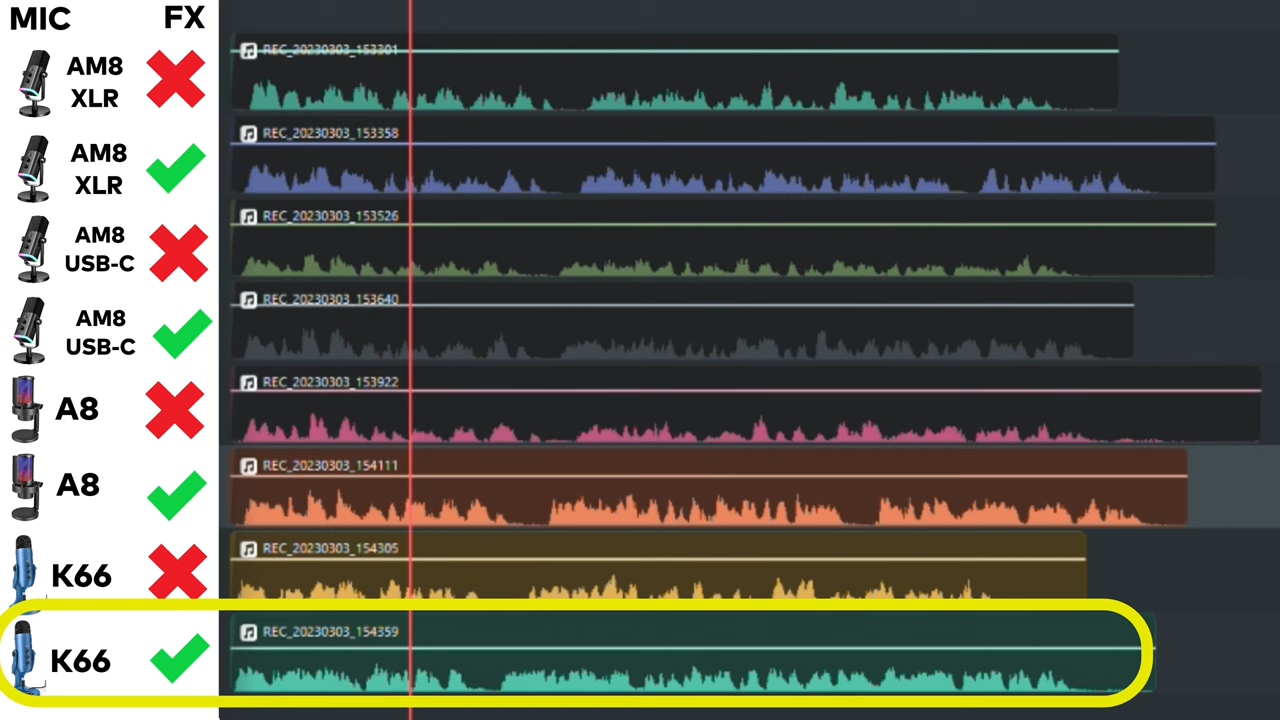 MIC FX
AM8
XLR
REC_20230303_153301
AM8
XLR
REC_20230303_153358
AM8
USB-C
REC_20230303_153526
AM8
USB-C
REC_20230303_153640
A8
REC_20230303_153922
A8
REC_20230303_154111
K66
REC_20230303_154305
K66
REC_20230303_154359